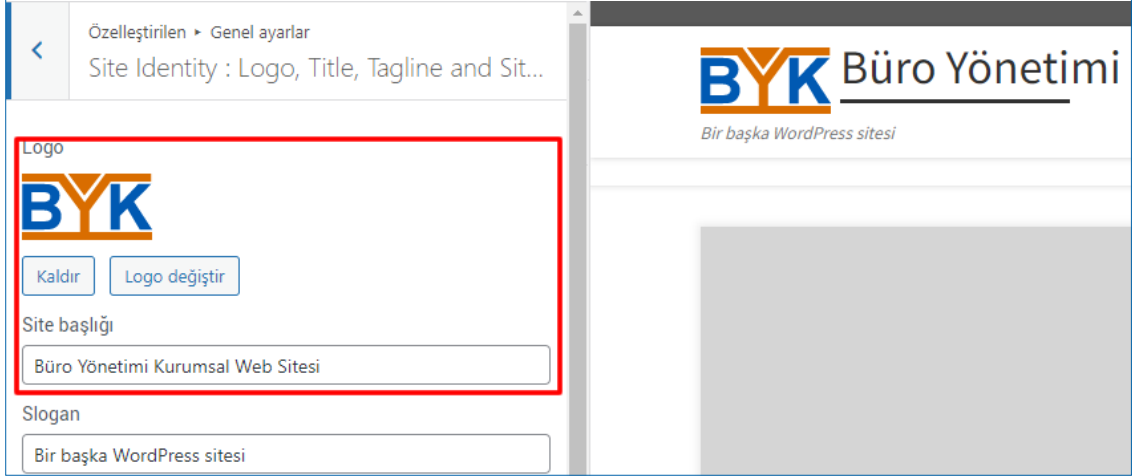 Özelleştirilen ▸ Genel ayarlar
Site Identity : Logo, Title, Tagline and Sit...
Logo
BYK
Kaldır
Logo değiştir
Site başlığı
Büro Yönetimi Kurumsal Web Sitesi
Slogan
Bir başka WordPress sitesi
BYK Büro Yönetimi
Bir başka WordPress sitesi